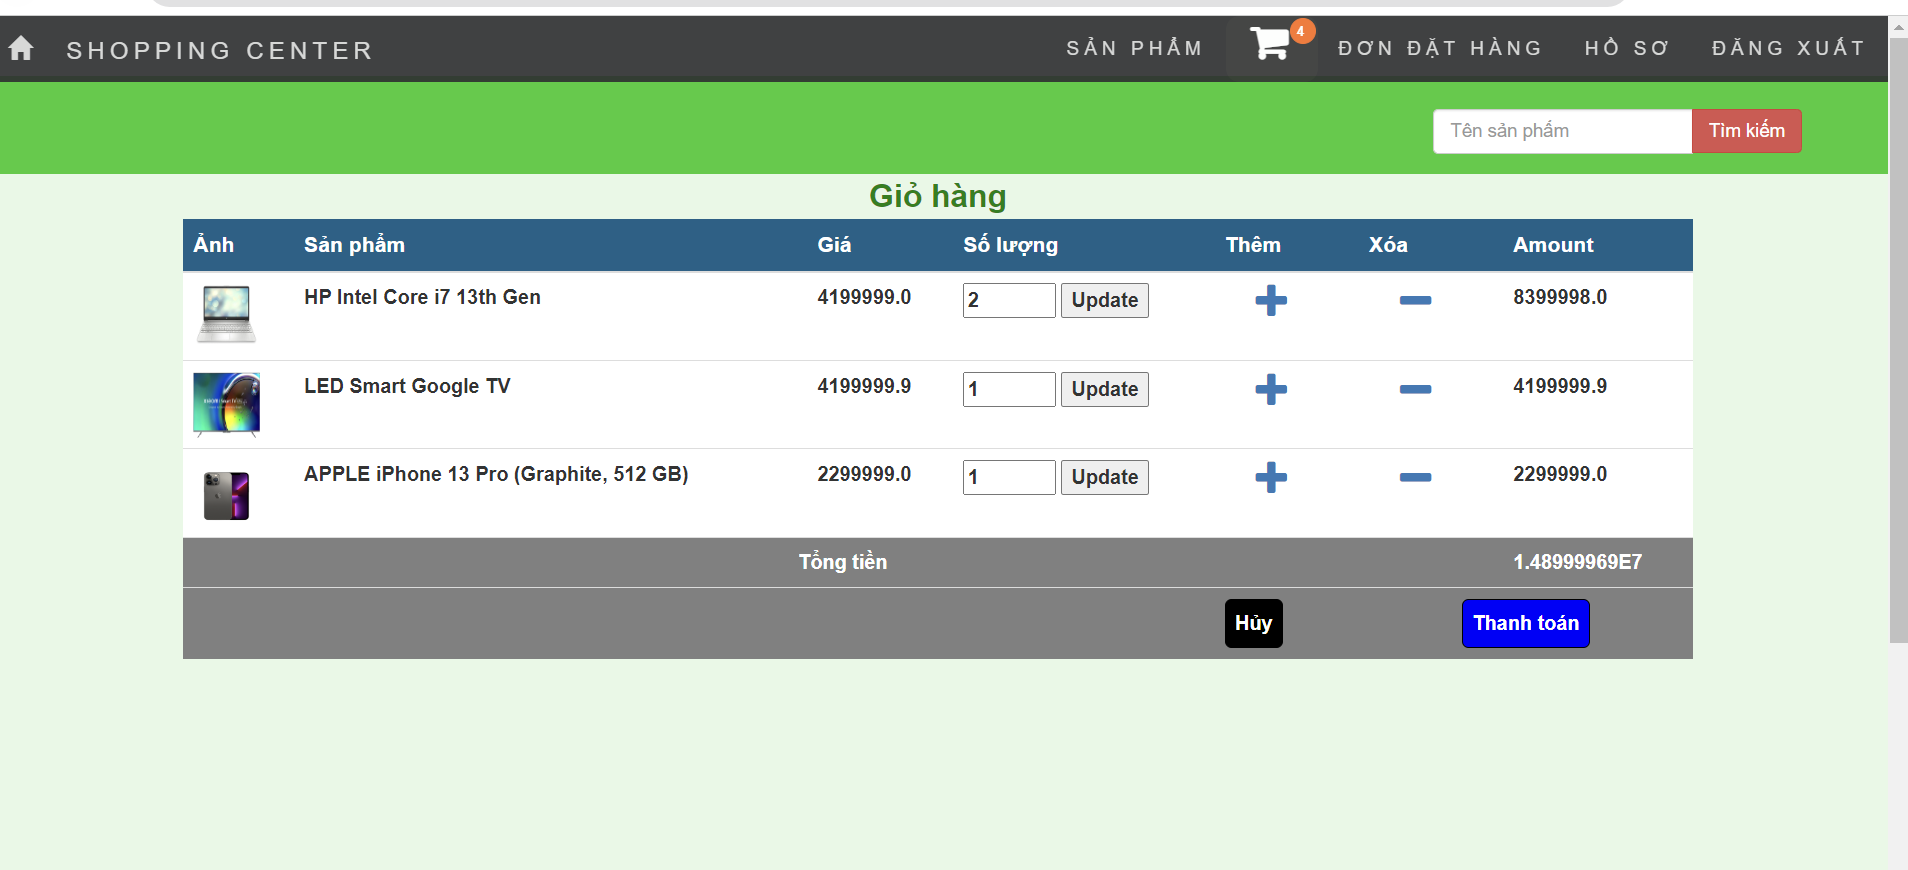 SHOPPING CENTER
SẢN PHẨM 4 ĐƠN ĐẶT HÀNG HỒ SƠ ĐĂNG XUẤT
Tên sản phẩm Tìm kiếm
Giỏ hàng
Ảnh Sản phẩm Giá Số lượng Thêm Xóa Amount
HP Intel Core i7 13th Gen 4199999.0 2 Update 8399998.0
LED Smart Google TV 4199999.9 1 Update 4199999.9
APPLE iPhone 13 Pro (Graphite, 512 GB) 2299999.0 1 Update 2299999.0
Tổng tiền 1.48999969E7
Hủy Thanh toán